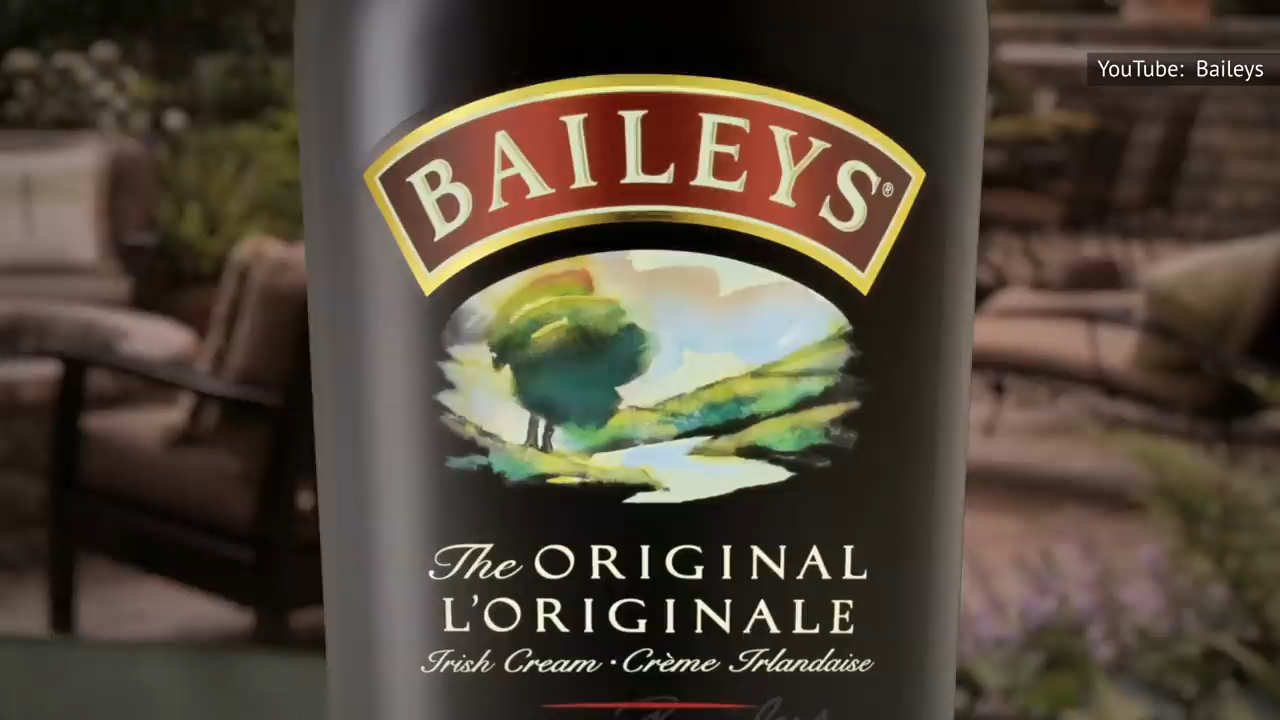 YouTube: Baileys
BAILEYS®
The ORIGINAL
L'ORIGINALE
Irish Cream · Crème Irlandaise